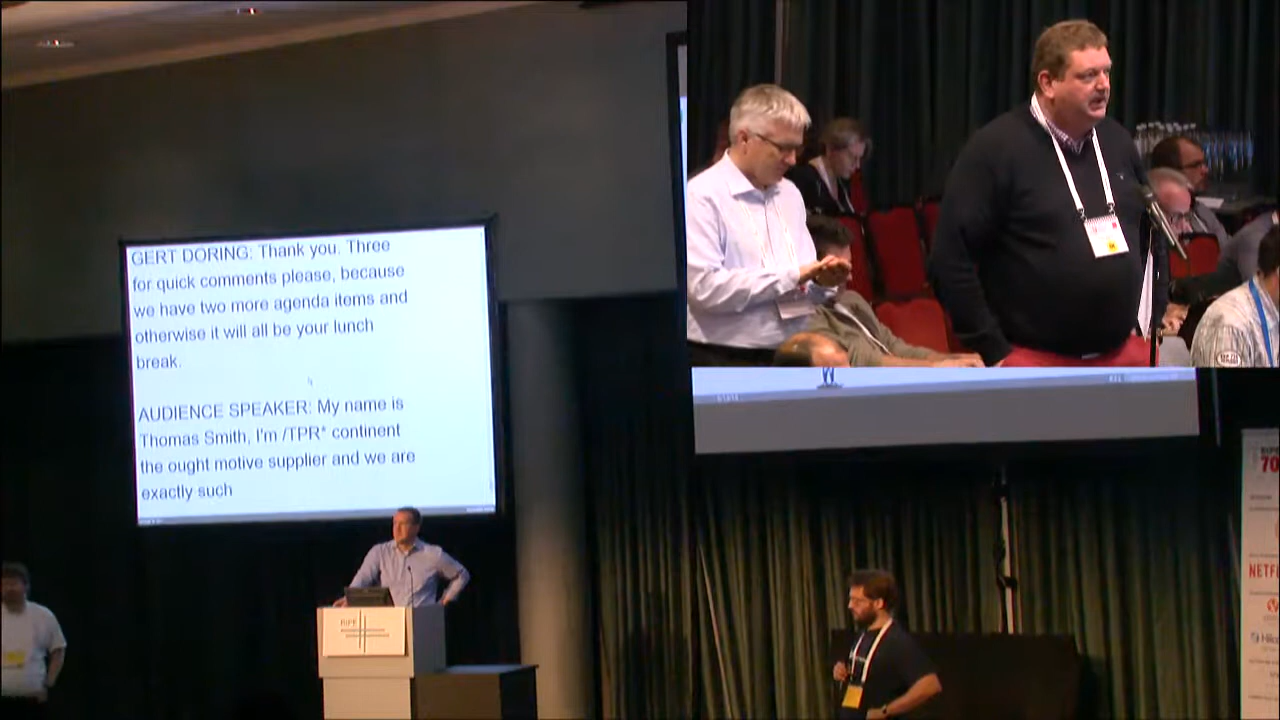 GERT DORING: Thank you. Three
for quick comments please, because
we have two more agenda items and
otherwise it will all be your lunch
break.
AUDIENCE SPEAKER: My name is
Thomas Smith, I'm /TPR* continent
the ought motive supplier and we are
exactly such
RIPE
70
NETF